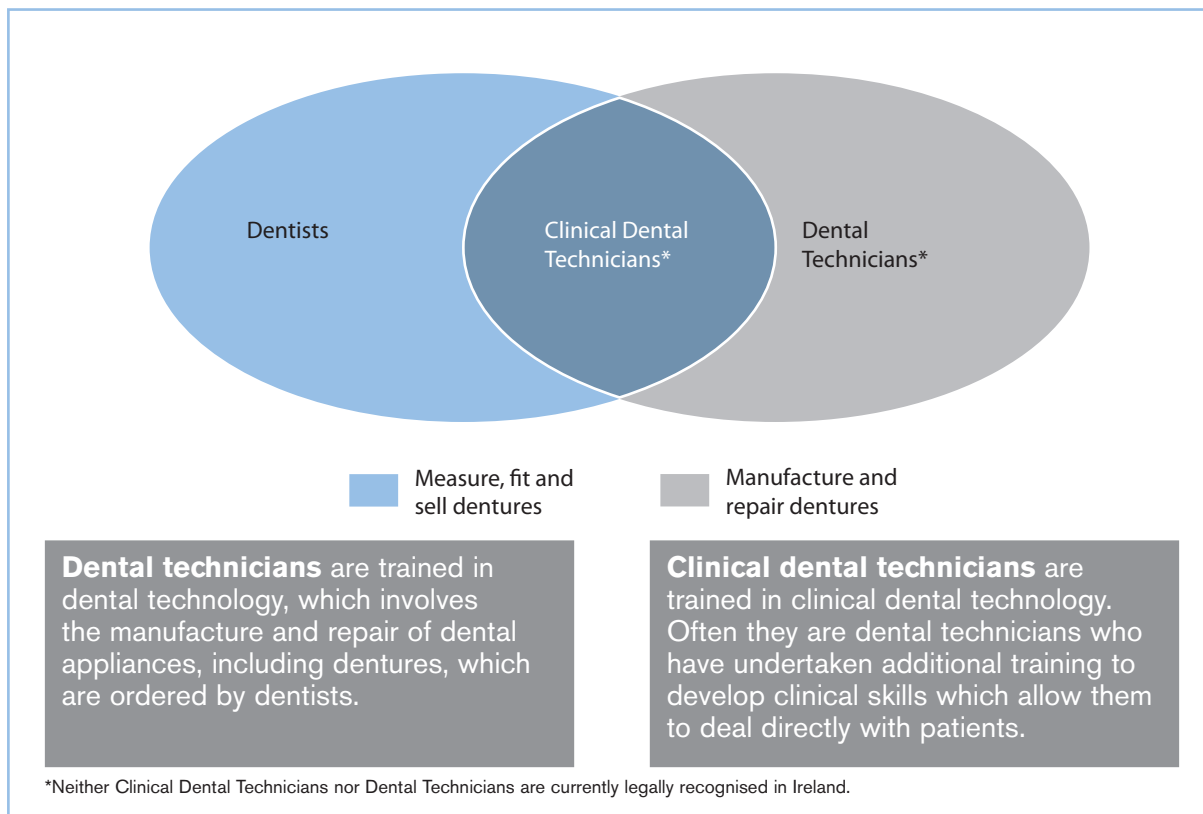 Dentists
Clinical Dental
Technicians*
Dental
Technicians*
Measure, fit and
sell dentures
Manufacture and
repair dentures
Dental technicians are trained in
dental technology, which involves
the manufacture and repair of dental
appliances, including dentures, which
are ordered by dentists.
Clinical dental technicians are
trained in clinical dental technology.
Often they are dental technicians who
have undertaken additional training to
develop clinical skills which allow them
to deal directly with patients.
*Neither Clinical Dental Technicians nor Dental Technicians are currently legally recognised in Ireland.